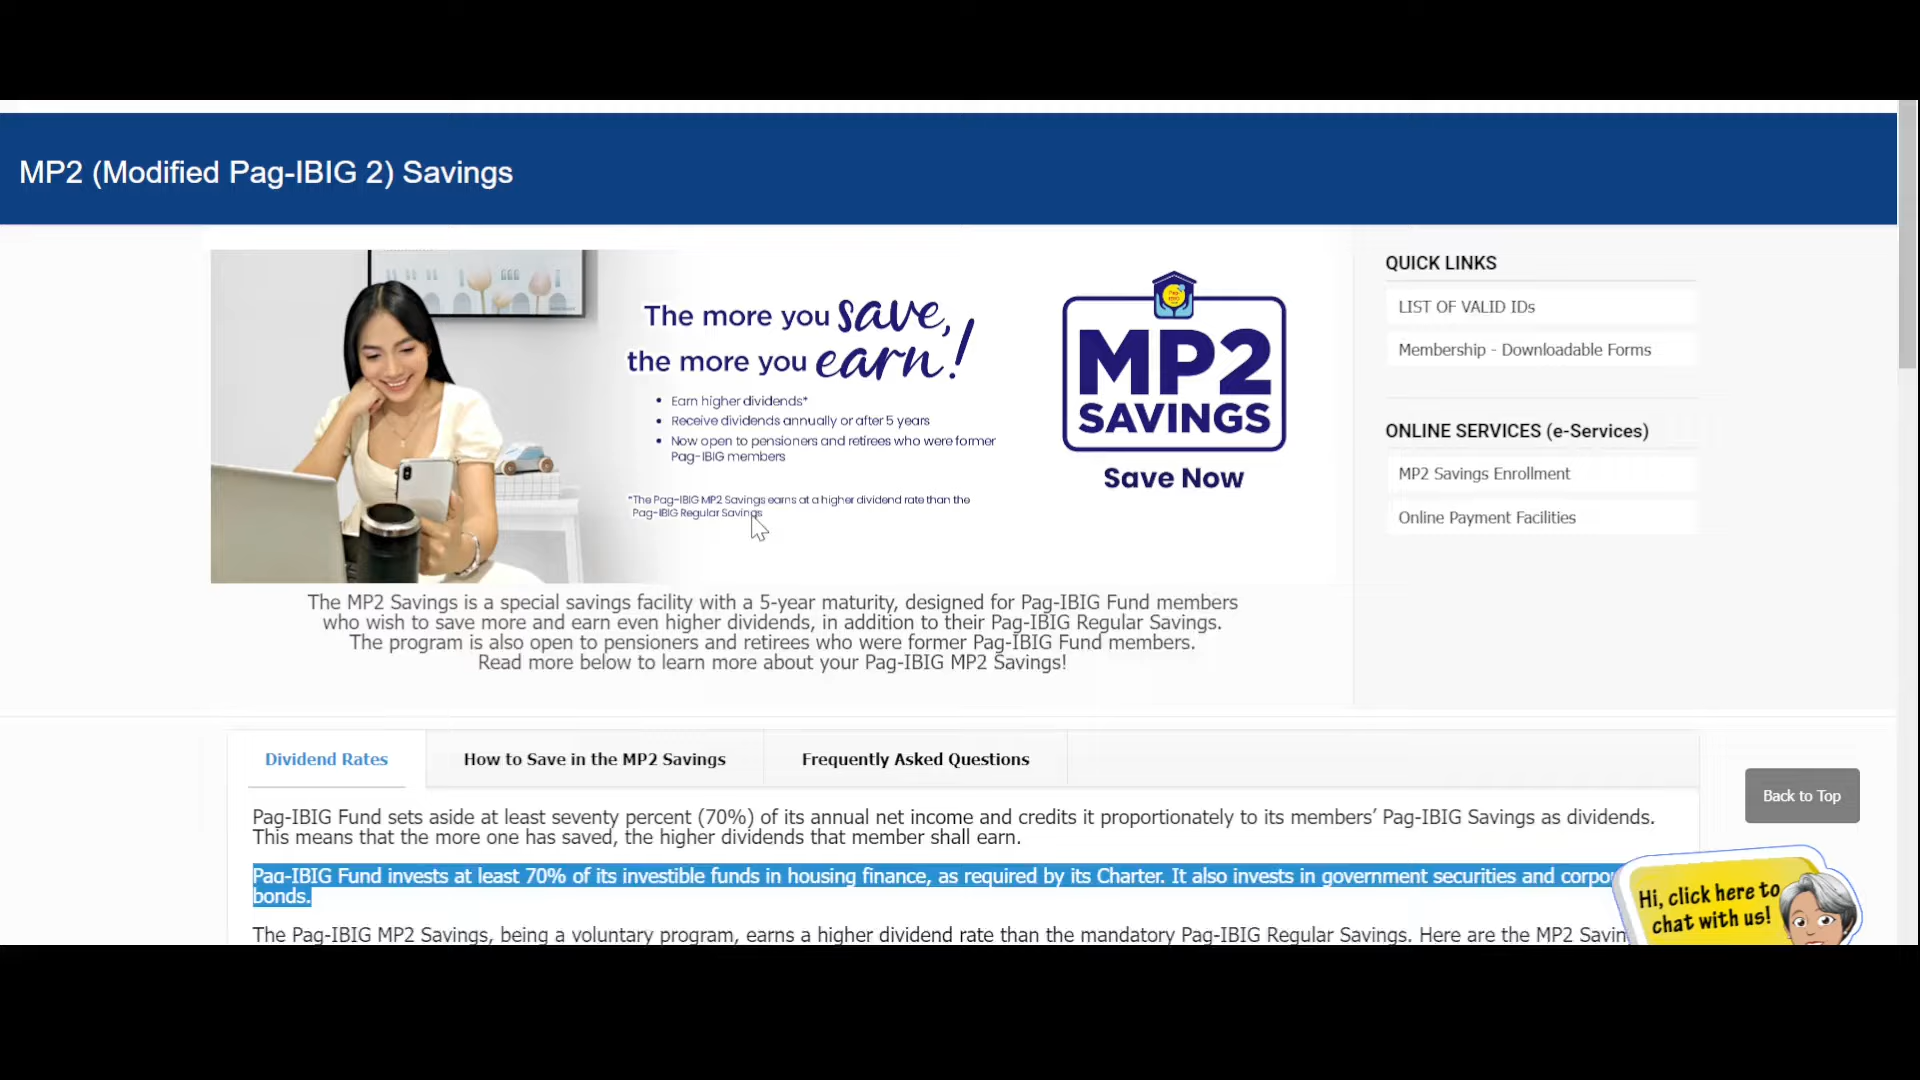 MP2 (Modified Pag-IBIG 2) Savings
The more you save,
the more you earn!
• Earn higher dividends*
• Receive dividends annually or after 5 years
• Now open to pensioners and retirees who were former
Pag-IBIG members
*The Pag-IBIG MP2 Savings earns at a higher dividend rate than the
Pag-IBIG Regular Savings
MP2
SAVINGS
Save Now
QUICK LINKS
LIST OF VALID IDs
Membership - Downloadable Forms
ONLINE SERVICES (e-Services)
MP2 Savings Enrollment
Online Payment Facilities
The MP2 Savings is a special savings facility with a 5-year maturity, designed for Pag-IBIG Fund members
who wish to save more and earn even higher dividends, in addition to their Pag-IBIG Regular Savings.
The program is also open to pensioners and retirees who were former Pag-IBIG Fund members.
Read more below to learn more about your Pag-IBIG MP2 Savings!
Dividend Rates
How to Save in the MP2 Savings
Frequently Asked Questions
Pag-IBIG Fund sets aside at least seventy percent (70%) of its annual net income and credits it proportionately to its members’ Pag-IBIG Savings as dividends.
This means that the more one has saved, the higher dividends that member shall earn.
Pag-IBIG Fund invests at least 70% of its investible funds in housing finance, as required by its Charter. It also invests in government securities and corpo
bonds.
The Pag-IBIG MP2 Savings, being a voluntary program, earns a higher dividend rate than the mandatory Pag-IBIG Regular Savings. Here are the MP2 Savin
Back to Top
Hi, click here to
chat with us!